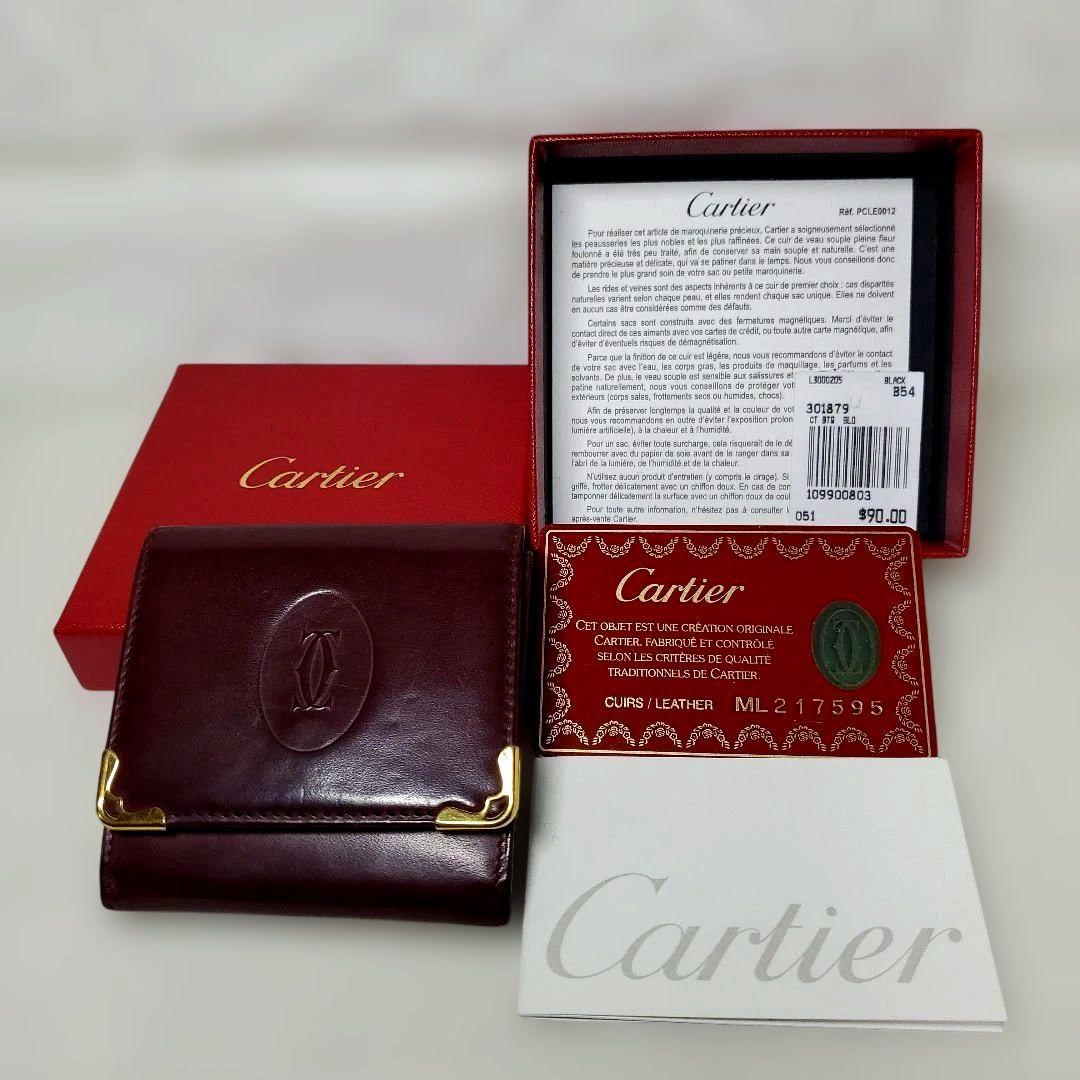 Cartier
Réf. PCLE0012
Pour réaliser cet article de maroquinerie précieux, Cartier a soigneusement sélectionné
les peausseries les plus nobles et les plus raffinées. Ce cuir de veau souple pleine fleur
foulonné a été très peu traité, afin de conserver sa main souple et naturelle. C'est une
matière précieuse et délicate, qui va se patiner dans le temps. Nous vous conseillons donc
de prendre le plus grand soin de votre sac ou petite maroquinerie.
Les rides et veines sont des aspects inhérents à ce cuir de premier choix : ces disparités
naturelles varient selon chaque peau, et elles rendent chaque sac unique. Elles ne doivent
en aucun cas être considérées comme des défauts.
Certains sacs sont construits avec des fermetures magnétiques. Merci d'éviter le
contact direct de ces aimants avec vos cartes de crédit, ou toute autre carte magnétique, afin
d'éviter d'éventuels risques de démagnétisation.
Parce que la finition de ce cuir est légère, nous vous recommandons d'éviter le contact
de votre sac avec l'eau, les corps gras, les produits de maquillage, les parfums et les
solvants. De plus, le veau souple est sensible aux salissures et
patine naturellement, nous vous conseillons de protéger vot
extérieurs (corps sales, frottements secs ou humides, chocs).
Afin de préserver longtemps la qualité et la couleur de vot
nous vous recommandons en outre d'éviter l'exposition prolon
lumière artificielle), à la chaleur et à l'humidité.
Pour un sac, éviter toute surcharge, cela risquerait de le dé
rembourrer avec du papier de soie avant de le ranger dans sa
l'abri de la lumière, de l'humidité et de la chaleur.
N'utilisez aucun produit d'entretien (y compris le cirage). Si
griffé, frotter délicatement avec un chiffon doux. En cas de con
tamponner délicatement la surface avec un chiffon doux de coul
Pour toute autre information, n'hésitez pas à consulter l
après-vente Cartier.
L3000205 BLACK
B54
301879
CT BTQ SLG
109900803
051 $90.00
Cartier
Cartier
CET OBJET EST UNE CRÉATION ORIGINALE
CARTIER, FABRIQUÉ ET CONTRÔLÉ
SELON LES CRITÈRES DE QUALITÉ
TRADITIONNELS DE CARTIER.
CUIRS / LEATHER ML217595
Cartier